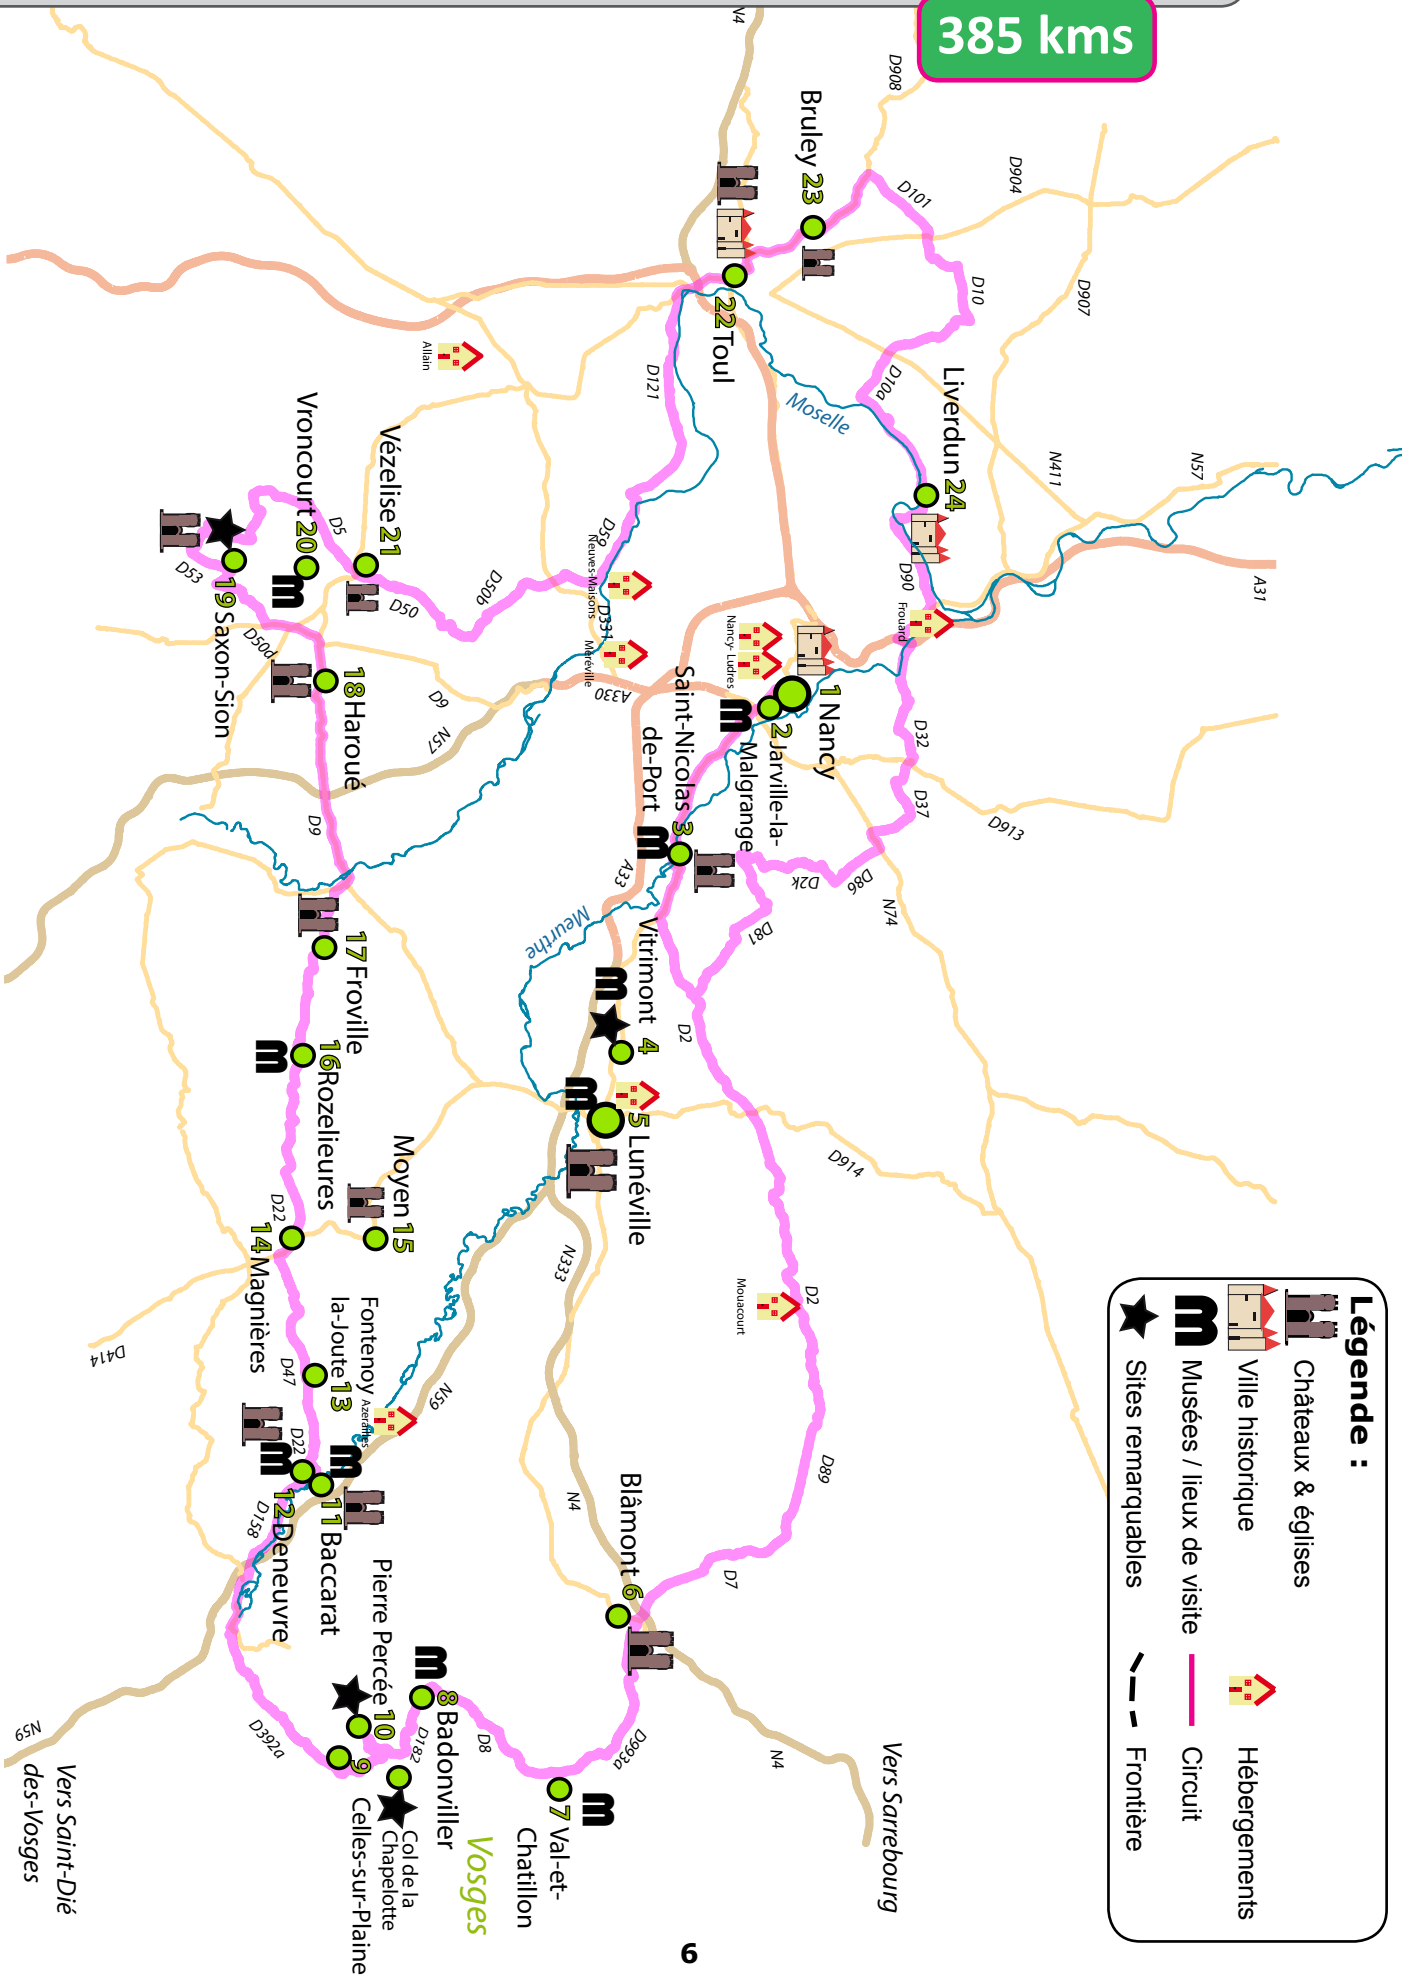 385 kms
Légende :
Châteaux & églises
Ville historique
Musées / lieux de visite
Sites remarquables
Hébergements
Circuit
Frontière
N4
D908
Bruley 23
D101
D904
D10
D907
22 Toul
D10a
Liverdun 24
Moselle
N411
N57
A31
D121
Allain
Vroncourt 20
Vézelise 21
D5
D50
D50b
D59
Neuves-Maisons
D331
Méréville
D90
Frouard
Nancy- Ludres
1 Nancy
2 Jarville-la-
Malgrange
Saint-Nicolas 3
de-Port
A330
D53
19 Saxon-Sion
D50d
18 Haroué
D9
N57
D9
D32
D37
D913
D86
D2k
N74
D81
A33
Meurthe
Vitrimont 4
D2
5 Lunéville
D914
17 Froville
16 Rozelieures
Moyen 15
D22
14 Magnières
D414
N333
D2
Mouacourt
Fontenoy
la-Joute 13
Azerailles
D47
N59
D22
D158
12 Deneuvre
11 Baccarat
N4
Blâmont 6
D89
D7
Pierre Percée 10
8 Badonviller
D8
D182
D392a
9
Celles-sur-Plaine
Col de la
Chapelotte
Vosges
7 Val-et-
Chatillon
D993a
N4
Vers Sarrebourg
N59
Vers Saint-Dié
des-Vosges
6